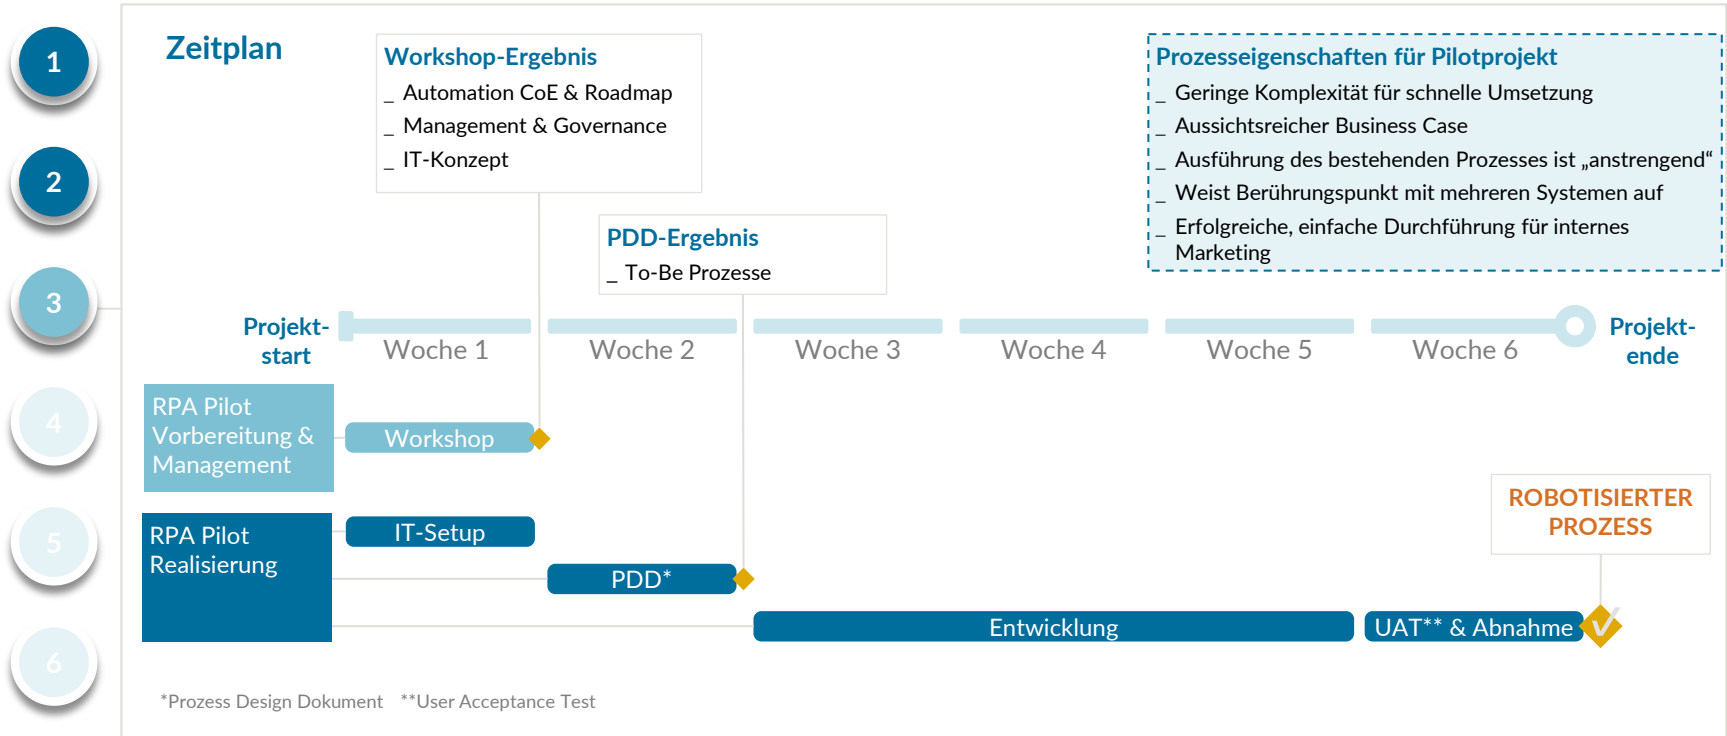 1
2
3
4
5
6
Zeitplan
Workshop-Ergebnis
_ Automation CoE & Roadmap
_ Management & Governance
_ IT-Konzept
PDD-Ergebnis
_ To-Be Prozesse
Prozesseigenschaften für Pilotprojekt
_ Geringe Komplexität für schnelle Umsetzung
_ Aussichtsreicher Business Case
_ Ausführung des bestehenden Prozesses ist „anstrengend“
_ Weist Berührungspunkt mit mehreren Systemen auf
_ Erfolgreiche, einfache Durchführung für internes
Marketing
Projekt-
start
Woche 1
Woche 2
Woche 3
Woche 4
Woche 5
Woche 6
Projekt-
ende
RPA Pilot
Vorbereitung &
Management
Workshop
RPA Pilot
Realisierung
IT-Setup
PDD*
Entwicklung
UAT** & Abnahme
ROBOTISIERTER
PROZESS
*Prozess Design Dokument **User Acceptance Test